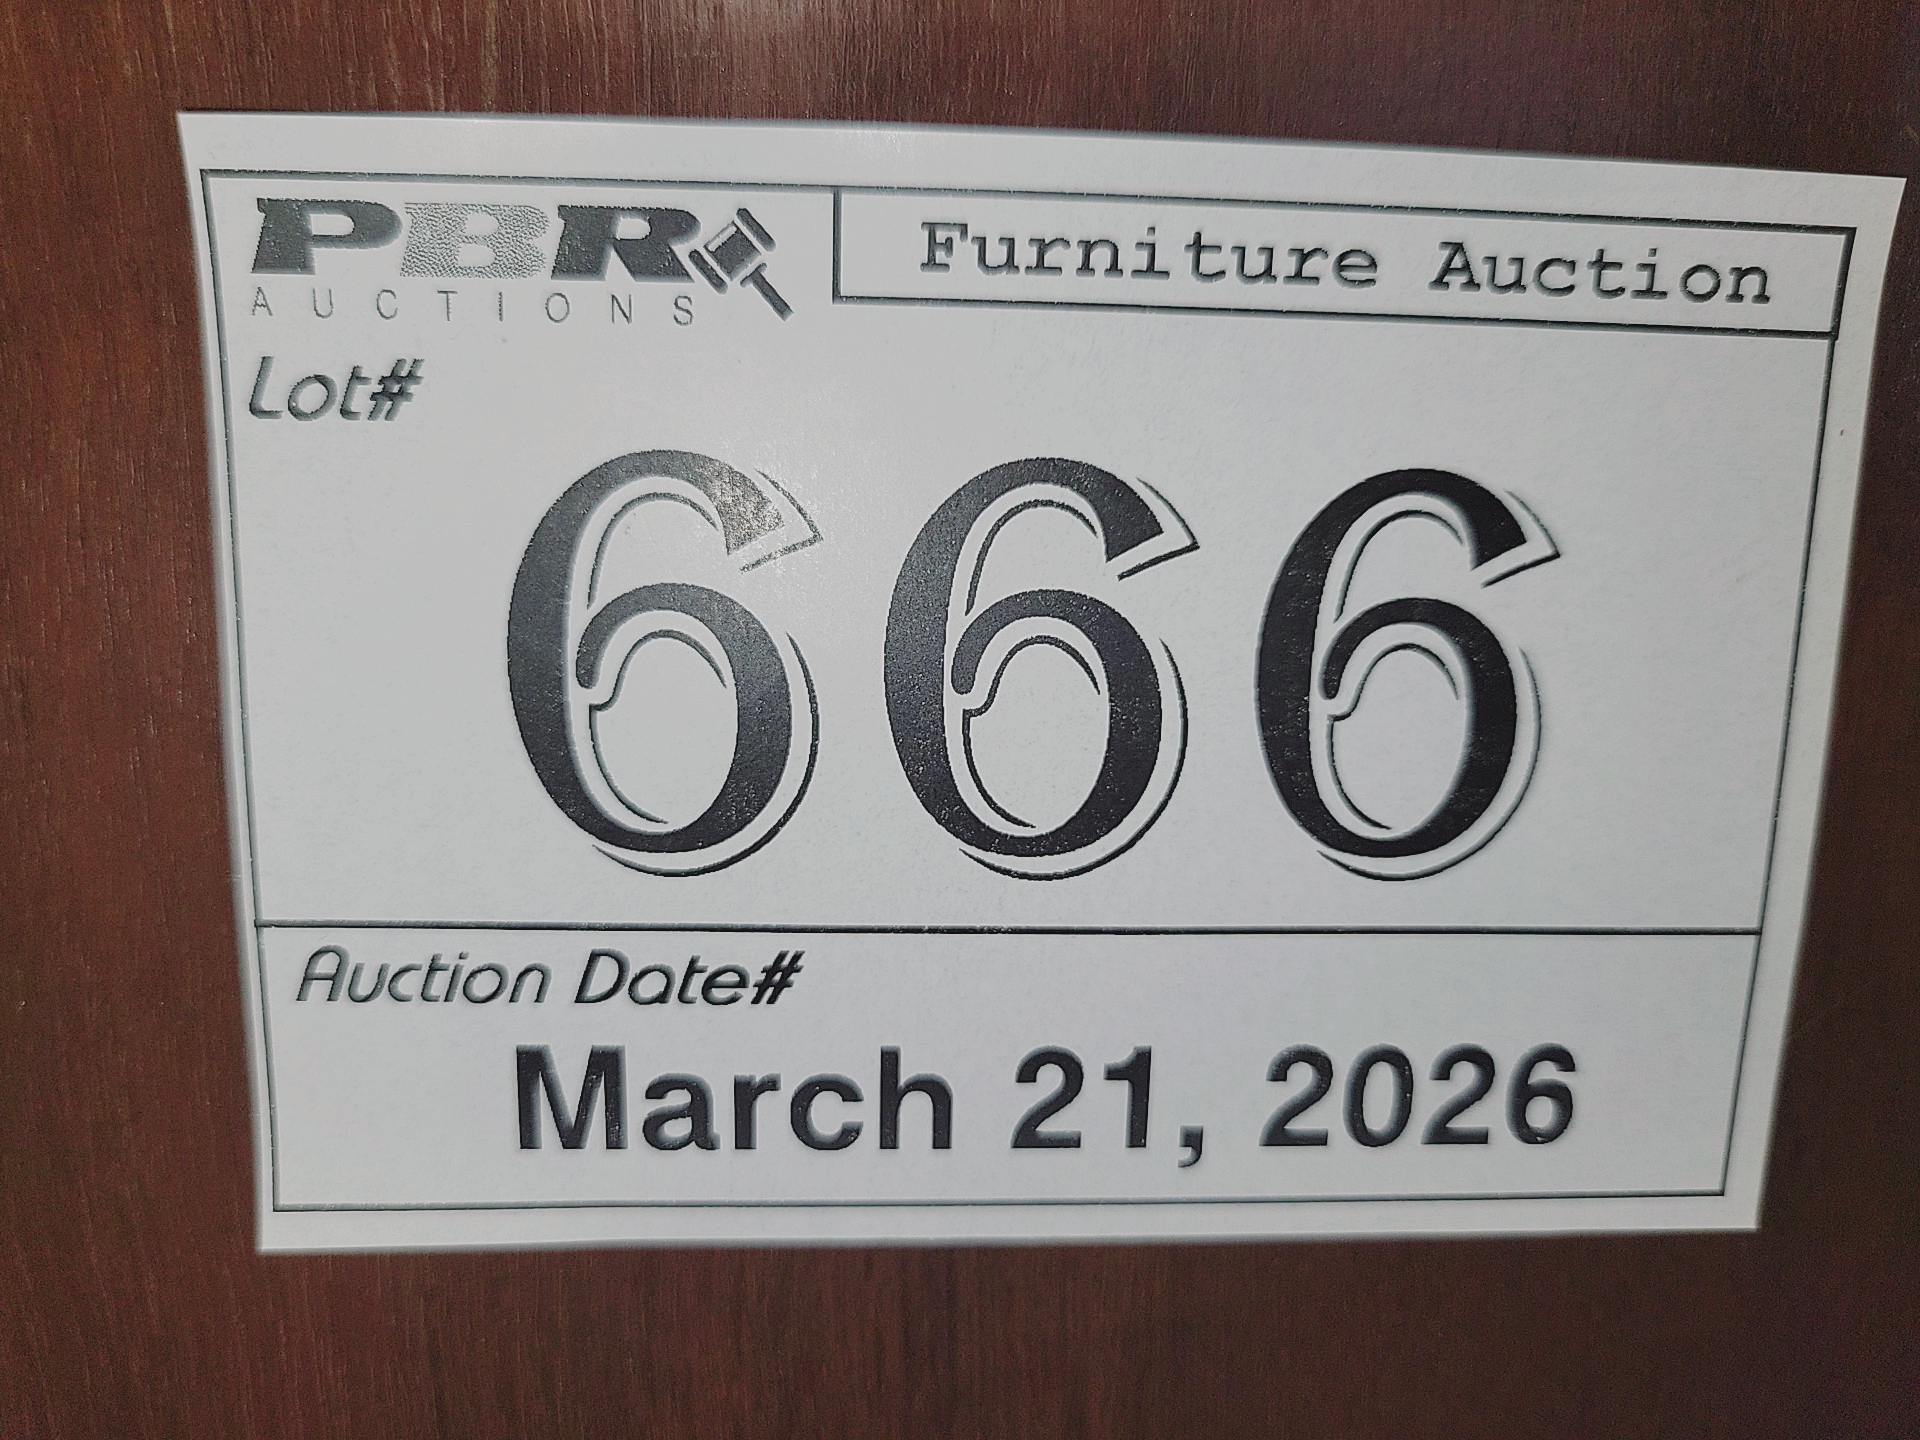 PBR
AUCTIONS
Furniture Auction
Lot#
666
Auction Date#
March 21, 2026